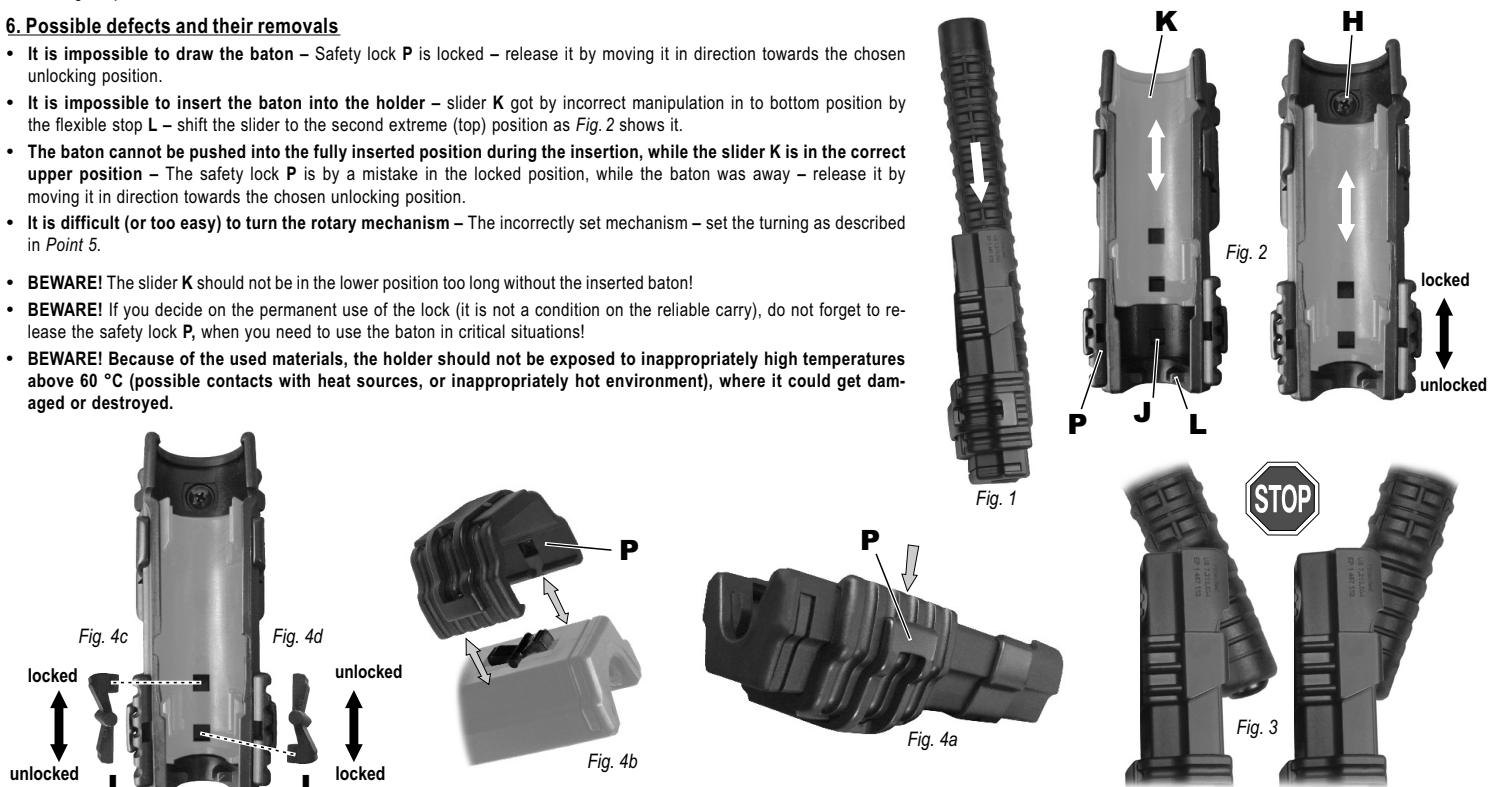 6. Possible defects and their removals
• It is impossible to draw the baton – Safety lock P is locked – release it by moving it in direction towards the chosen
unlocking position.
• It is impossible to insert the baton into the holder – slider K got by incorrect manipulation in to bottom position by
the flexible stop L – shift the slider to the second extreme (top) position as Fig. 2 shows it.
• The baton cannot be pushed into the fully inserted position during the insertion, while the slider K is in the correct
upper position – The safety lock P is by a mistake in the locked position, while the baton was away – release it by
moving it in direction towards the chosen unlocking position.
• It is difficult (or too easy) to turn the rotary mechanism – The incorrectly set mechanism – set the turning as described
in Point 5.
• BEWARE! The slider K should not be in the lower position too long without the inserted baton!
• BEWARE! If you decide on the permanent use of the lock (it is not a condition on the reliable carry), do not forget to re-
lease the safety lock P, when you need to use the baton in critical situations!
• BEWARE! Because of the used materials, the holder should not be exposed to inappropriately high temperatures
above 60 °C (possible contacts with heat sources, or inappropriately hot environment), where it could get dam-
aged or destroyed.
Fig. 1
K
H
Fig. 2
locked
unlocked
P
J
L
STOP
Fig. 3
Fig. 4c
Fig. 4d
locked
unlocked
unlocked
locked
P
Fig. 4b
P
Fig. 4a